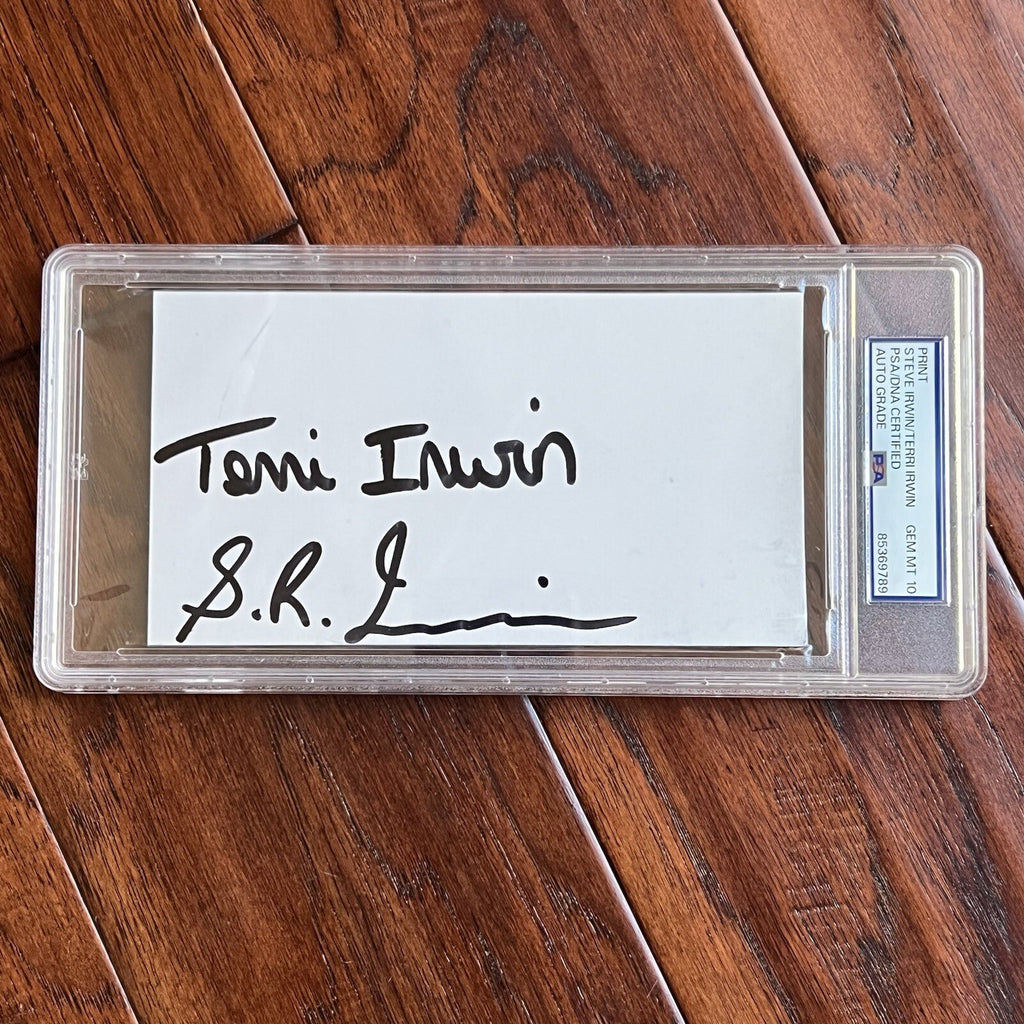 Terri Irwin
S.R. Irwin
PRINT
STEVE IRWIN/TERRI IRWIN GEM MT 10
PSA/DNA CERTIFIED
AUTO GRADE 85369789
PSA